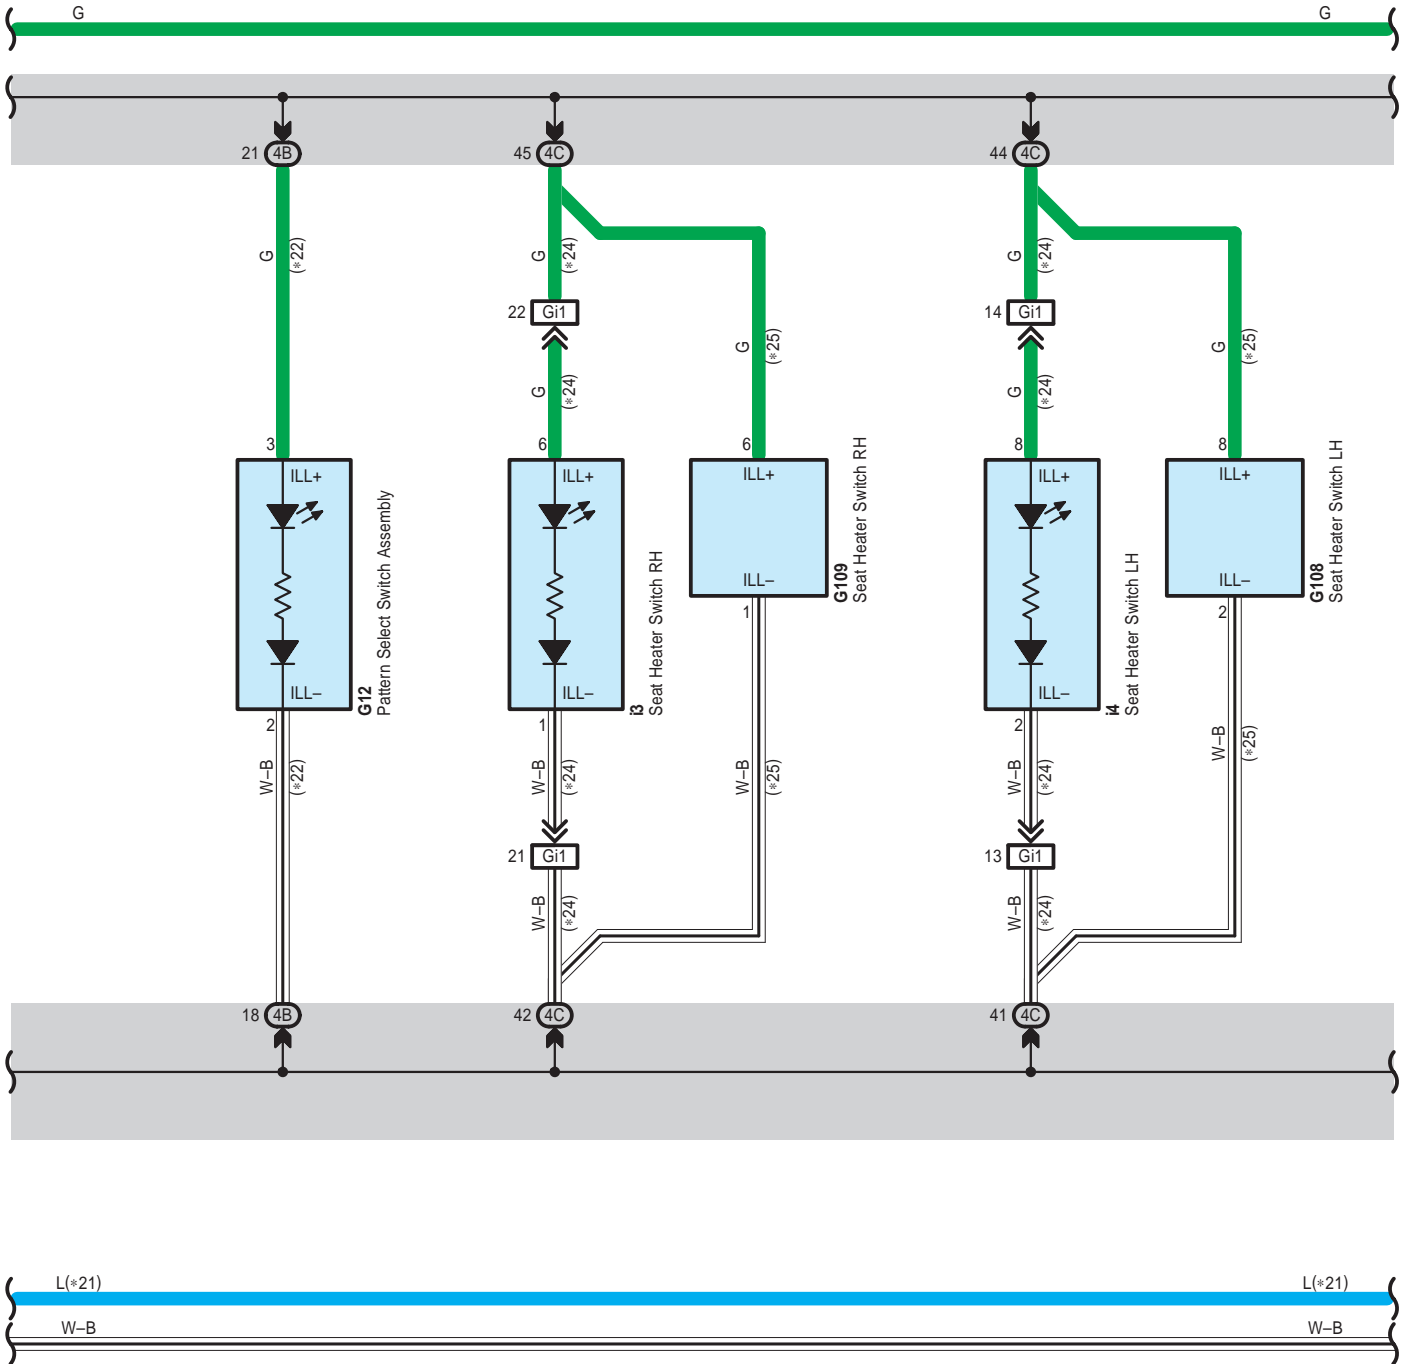 G G
21 4B 45 4C 44 4C
G (*22) G (*24) G (*24)
22 Gi1 14 Gi1
G (*25) G (*25)
G (*24) G (*24)
3 6 6 8 8
ILL+ ILL+ ILL+ ILL+ ILL+
ILL– ILL–
1 2
ILL– ILL– ILL–
G12
Pattern Select Switch Assembly
i3
Seat Heater Switch RH
G109
Seat Heater Switch RH
i4
Seat Heater Switch LH
G108
Seat Heater Switch LH
2 1 2
W–B (*22) W–B (*24) W–B (*25) W–B (*24) W–B (*25)
21 Gi1 13 Gi1
W–B (*24) W–B (*24)
18 4B 42 4C 41 4C
L(*21) L(*21)
W–B W–B